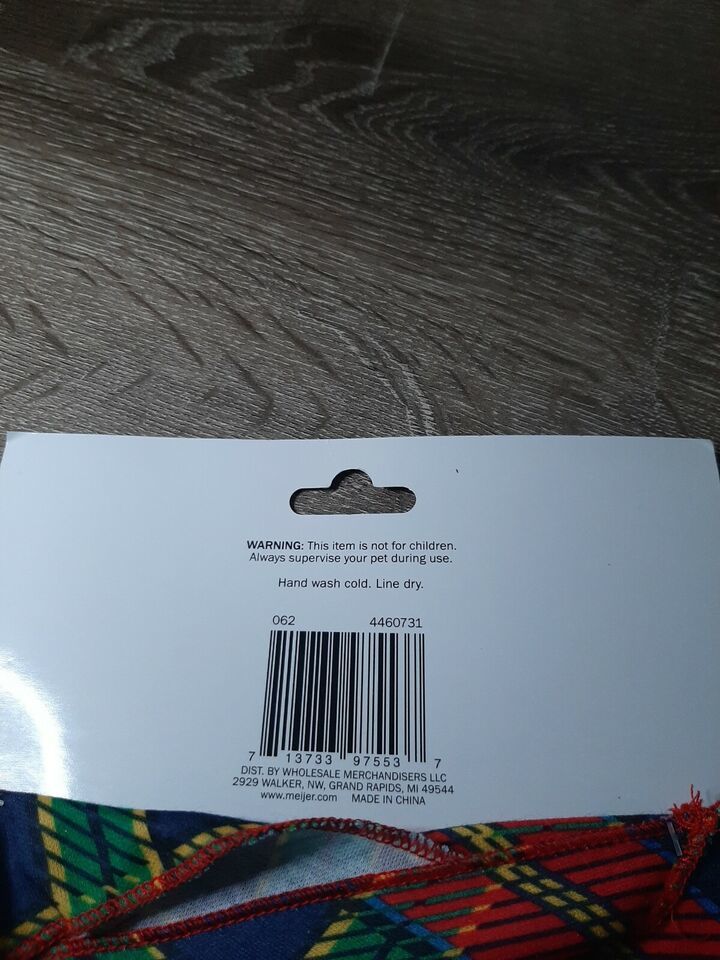 WARNING: This item is not for children.
Always supervise your pet during use.
Hand wash cold. Line dry.
062 4460731
7 13733 97553 7
DIST. BY WHOLESALE MERCHANDISERS LLC
2929 WALKER, NW, GRAND RAPIDS, MI 49544
www.meijer.com MADE IN CHINA